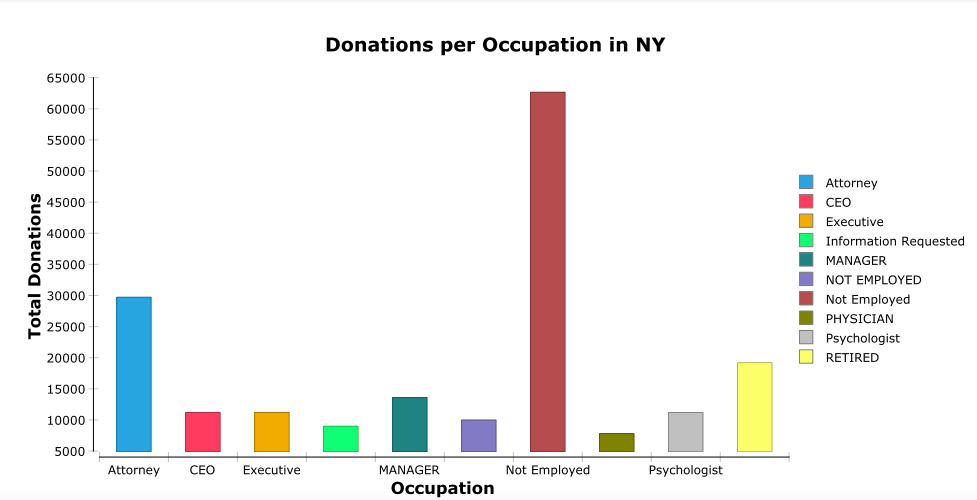 Donations per Occupation in NY
65000
60000
55000
50000
45000
40000
35000
30000
25000
20000
15000
10000
5000
Total Donations
Attorney
CEO
Executive
MANAGER
Not Employed
Psychologist
Occupation
Attorney
CEO
Executive
Information Requested
MANAGER
NOT EMPLOYED
Not Employed
PHYSICIAN
Psychologist
RETIRED